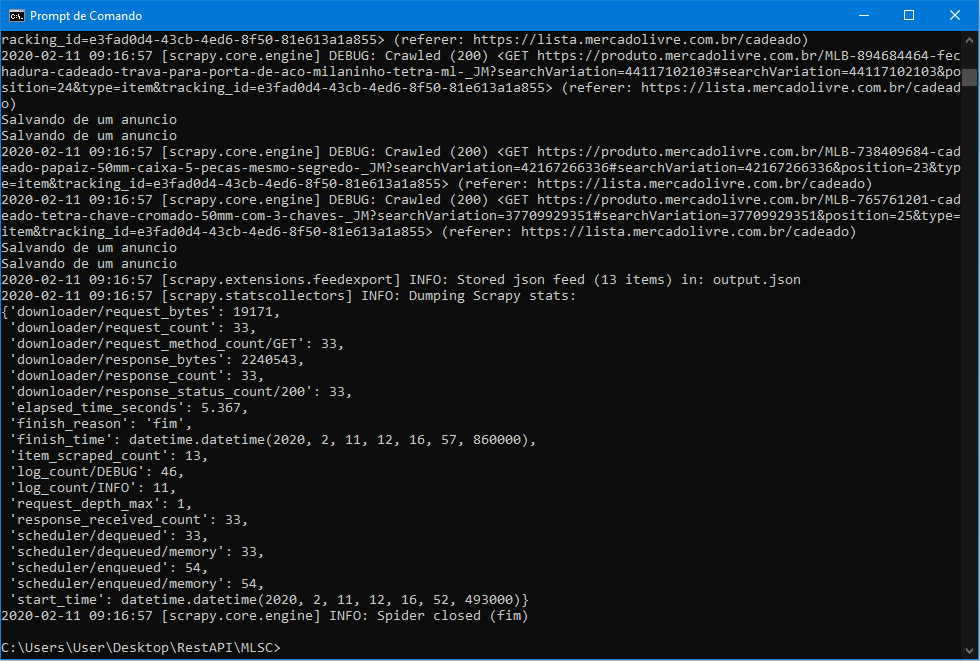 Prompt de Comando
racking_id=e3fad0d4-43cb-4ed6-8f50-81e613a1a855> (referer: https://lista.mercadolivre.com.br/cadeado)
2020-02-11 09:16:57 [scrapy.core.engine] DEBUG: Crawled (200) <GET https://produto.mercadolivre.com.br/MLB-894684464-fec
hadura-cadeado-trava-para-porta-de-aco-milaninho-tetra-ml-_JM?searchVariation=44117102103#searchVariation=44117102103&po
sition=24&type=item&tracking_id=e3fad0d4-43cb-4ed6-8f50-81e613a1a855> (referer: https://lista.mercadolivre.com.br/cadead
o)
Salvando de um anuncio
Salvando de um anuncio
2020-02-11 09:16:57 [scrapy.core.engine] DEBUG: Crawled (200) <GET https://produto.mercadolivre.com.br/MLB-738409684-cad
eado-papaiz-50mm-caixa-5-pecas-mesmo-segredo-_JM?searchVariation=42167266336#searchVariation=42167266336&position=23&typ
e=item&tracking_id=e3fad0d4-43cb-4ed6-8f50-81e613a1a855> (referer: https://lista.mercadolivre.com.br/cadeado)
2020-02-11 09:16:57 [scrapy.core.engine] DEBUG: Crawled (200) <GET https://produto.mercadolivre.com.br/MLB-765761201-cad
eado-tetra-chave-cromado-50mm-com-3-chaves-_JM?searchVariation=37709929351#searchVariation=37709929351&position=25&type=
item&tracking_id=e3fad0d4-43cb-4ed6-8f50-81e613a1a855> (referer: https://lista.mercadolivre.com.br/cadeado)
Salvando de um anuncio
Salvando de um anuncio
2020-02-11 09:16:57 [scrapy.extensions.feedexport] INFO: Stored json feed (13 items) in: output.json
2020-02-11 09:16:57 [scrapy.statscollectors] INFO: Dumping Scrapy stats:
{'downloader/request_bytes': 19171,
 'downloader/request_count': 33,
 'downloader/request_method_count/GET': 33,
 'downloader/response_bytes': 2240543,
 'downloader/response_count': 33,
 'downloader/response_status_count/200': 33,
 'elapsed_time_seconds': 5.367,
 'finish_reason': 'fim',
 'finish_time': datetime.datetime(2020, 2, 11, 12, 16, 57, 860000),
 'item_scraped_count': 13,
 'log_count/DEBUG': 46,
 'log_count/INFO': 11,
 'request_depth_max': 1,
 'response_received_count': 33,
 'scheduler/dequeued': 33,
 'scheduler/dequeued/memory': 33,
 'scheduler/enqueued': 54,
 'scheduler/enqueued/memory': 54,
 'start_time': datetime.datetime(2020, 2, 11, 12, 16, 52, 493000)}
2020-02-11 09:16:57 [scrapy.core.engine] INFO: Spider closed (fim)
C:\Users\User\Desktop\RestAPI\MLSC>